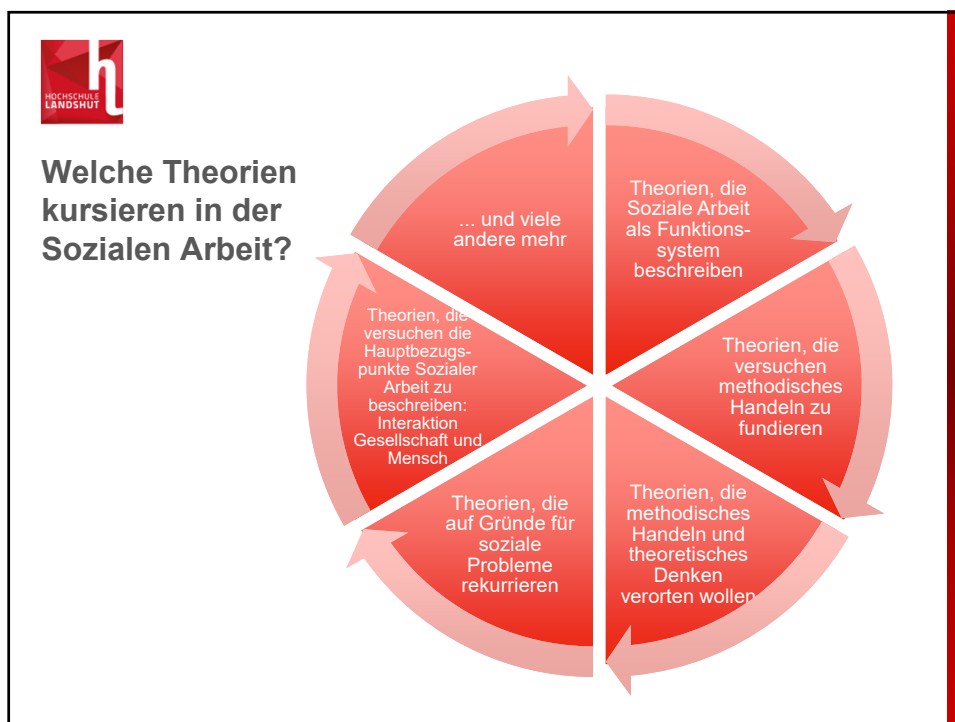 HOCHSCHULE
LANDSHUT
Welche Theorien
kursieren in der
Sozialen Arbeit?
Theorien, die
Soziale Arbeit
als Funktions-
system
beschreiben
Theorien, die
versuchen
methodisches
Handeln zu
fundieren
Theorien, die
methodisches
Handeln und
theoretisches
Denken
verorten wollen
Theorien, die
auf Gründe für
soziale
Probleme
rekurrieren
Theorien, die
versuchen die
Hauptbezugs-
punkte Sozialer
Arbeit zu
beschreiben:
Interaktion
Gesellschaft und
Mensch
... und viele
andere mehr